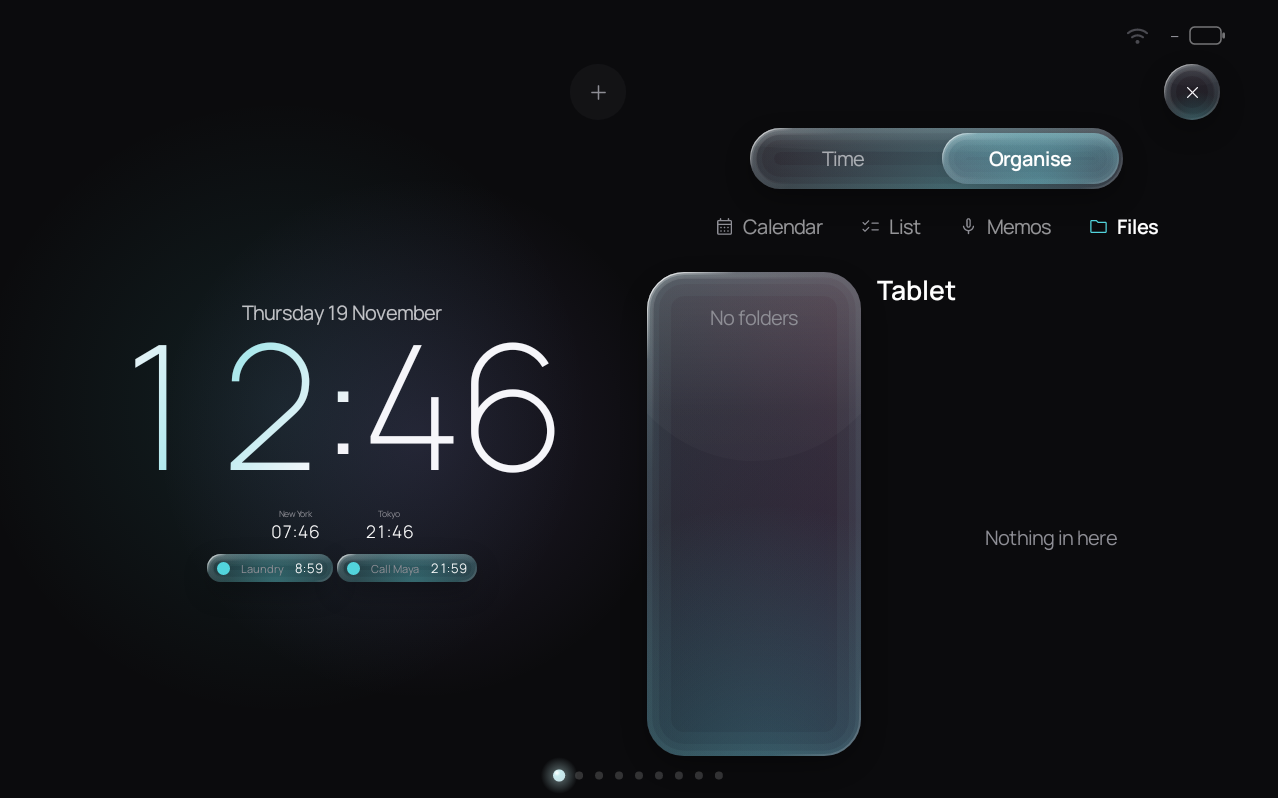 –
+
Time Organise
Calendar List Memos Files
Tablet
No folders
Nothing in here
Thursday 19 November
12:46
New York Tokyo
07:46 21:46
Laundry 8:59 Call Maya 21:59